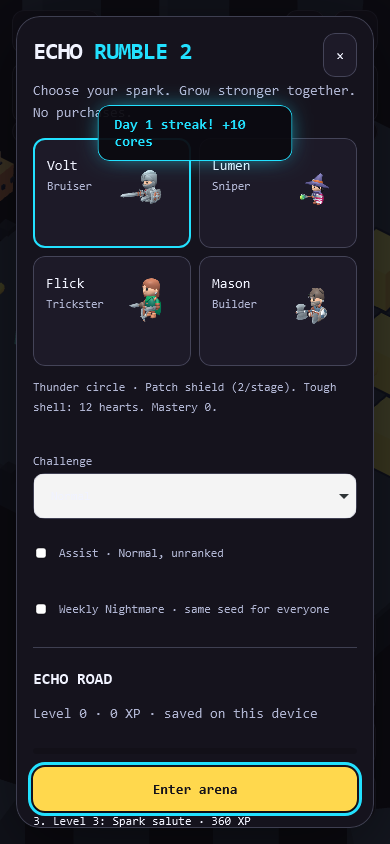 ECHO RUMBLE 2
×
Choose your spark. Grow stronger together.
No
Day 1 streak! +10
cores
Volt
Bruiser
Lumen
Sniper
Flick
Trickster
Mason
Builder
Thunder circle · Patch shield (2/stage). Tough
shell: 12 hearts. Mastery 0.
Challenge
Assist · Normal, unranked
Weekly Nightmare · same seed for everyone
ECHO ROAD
Level 0 · 0 XP · saved on this device
Enter arena
3. Level 3: Spark salute · 360 XP